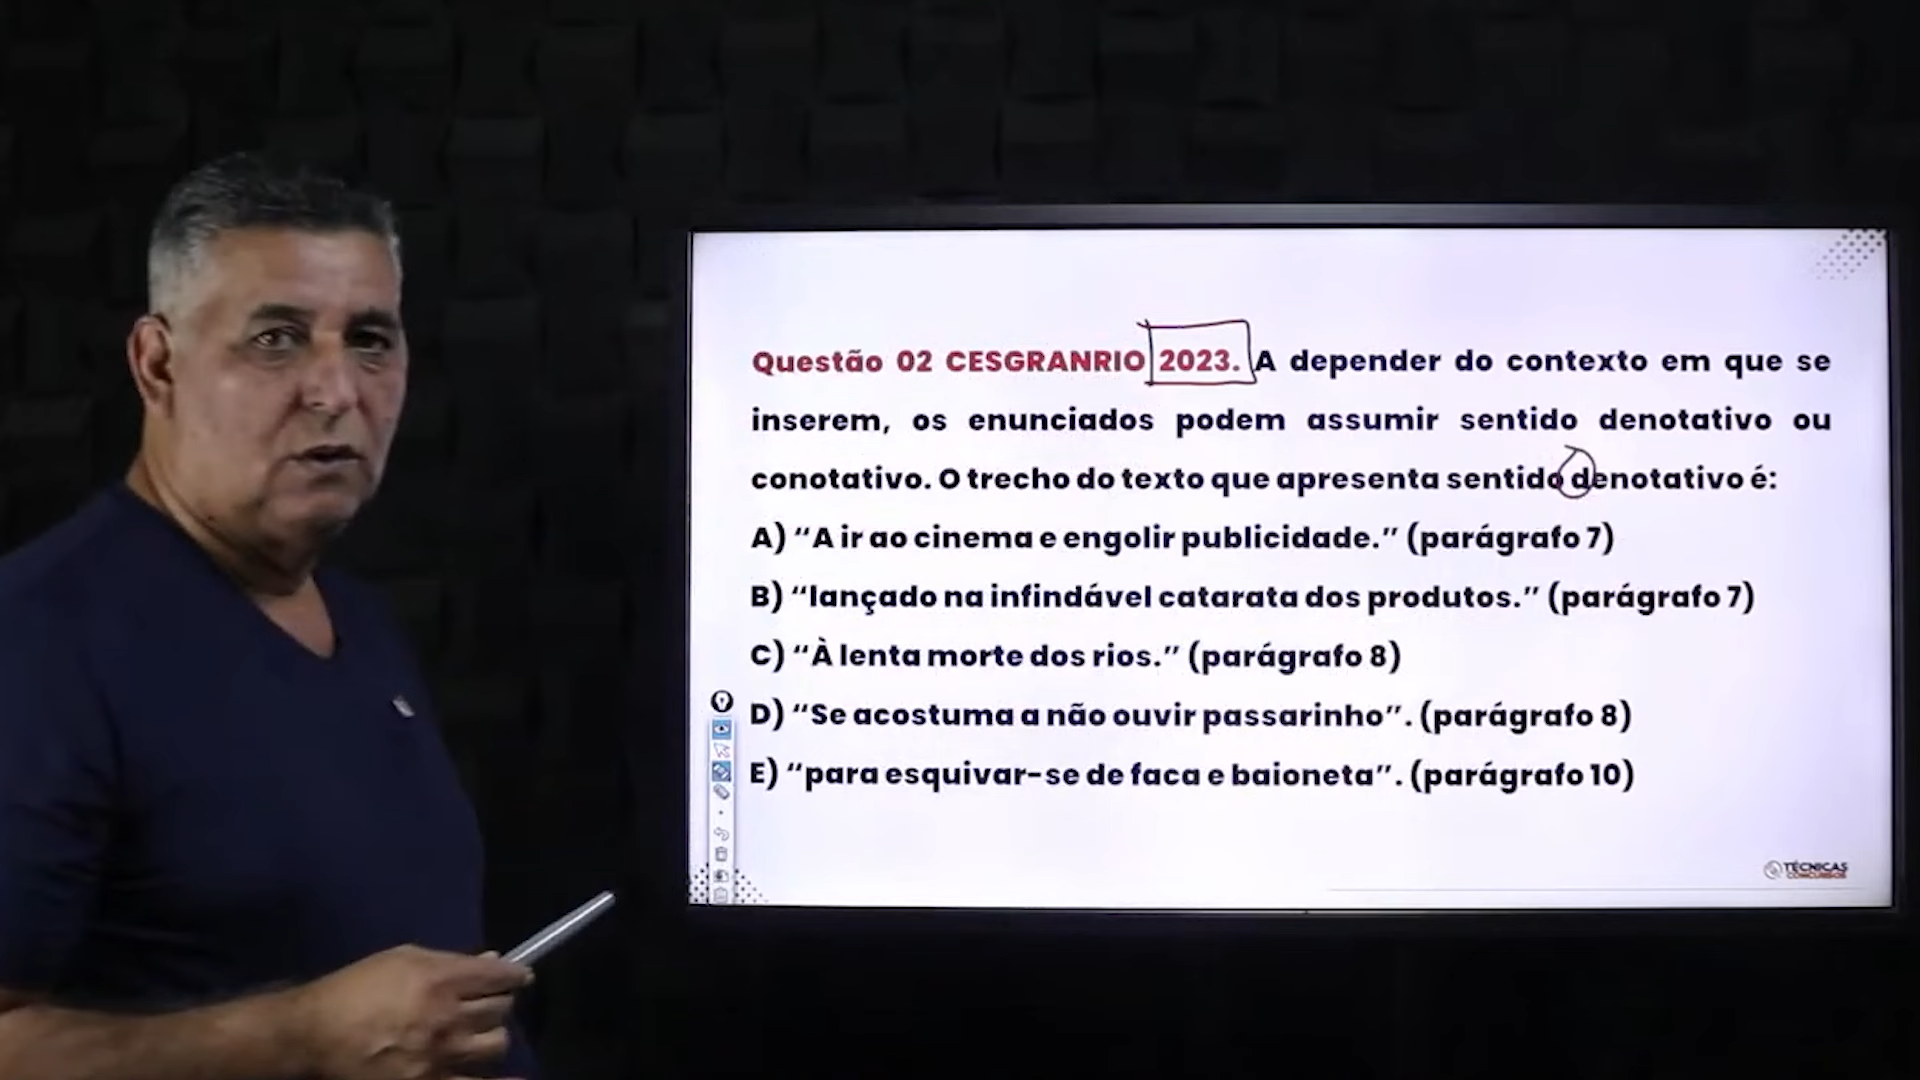 Questão 02 CESGRANRIO 2023. A depender do contexto em que se
inserem, os enunciados podem assumir sentido denotativo ou
conotativo. O trecho do texto que apresenta sentido denotativo é:
A) “A ir ao cinema e engolir publicidade.” (parágrafo 7)
B) “lançado na infindável catarata dos produtos.” (parágrafo 7)
C) “À lenta morte dos rios.” (parágrafo 8)
D) “Se acostuma a não ouvir passarinho”. (parágrafo 8)
E) “para esquivar-se de faca e baioneta”. (parágrafo 10)
TÉCNICAS
CONCURSOS